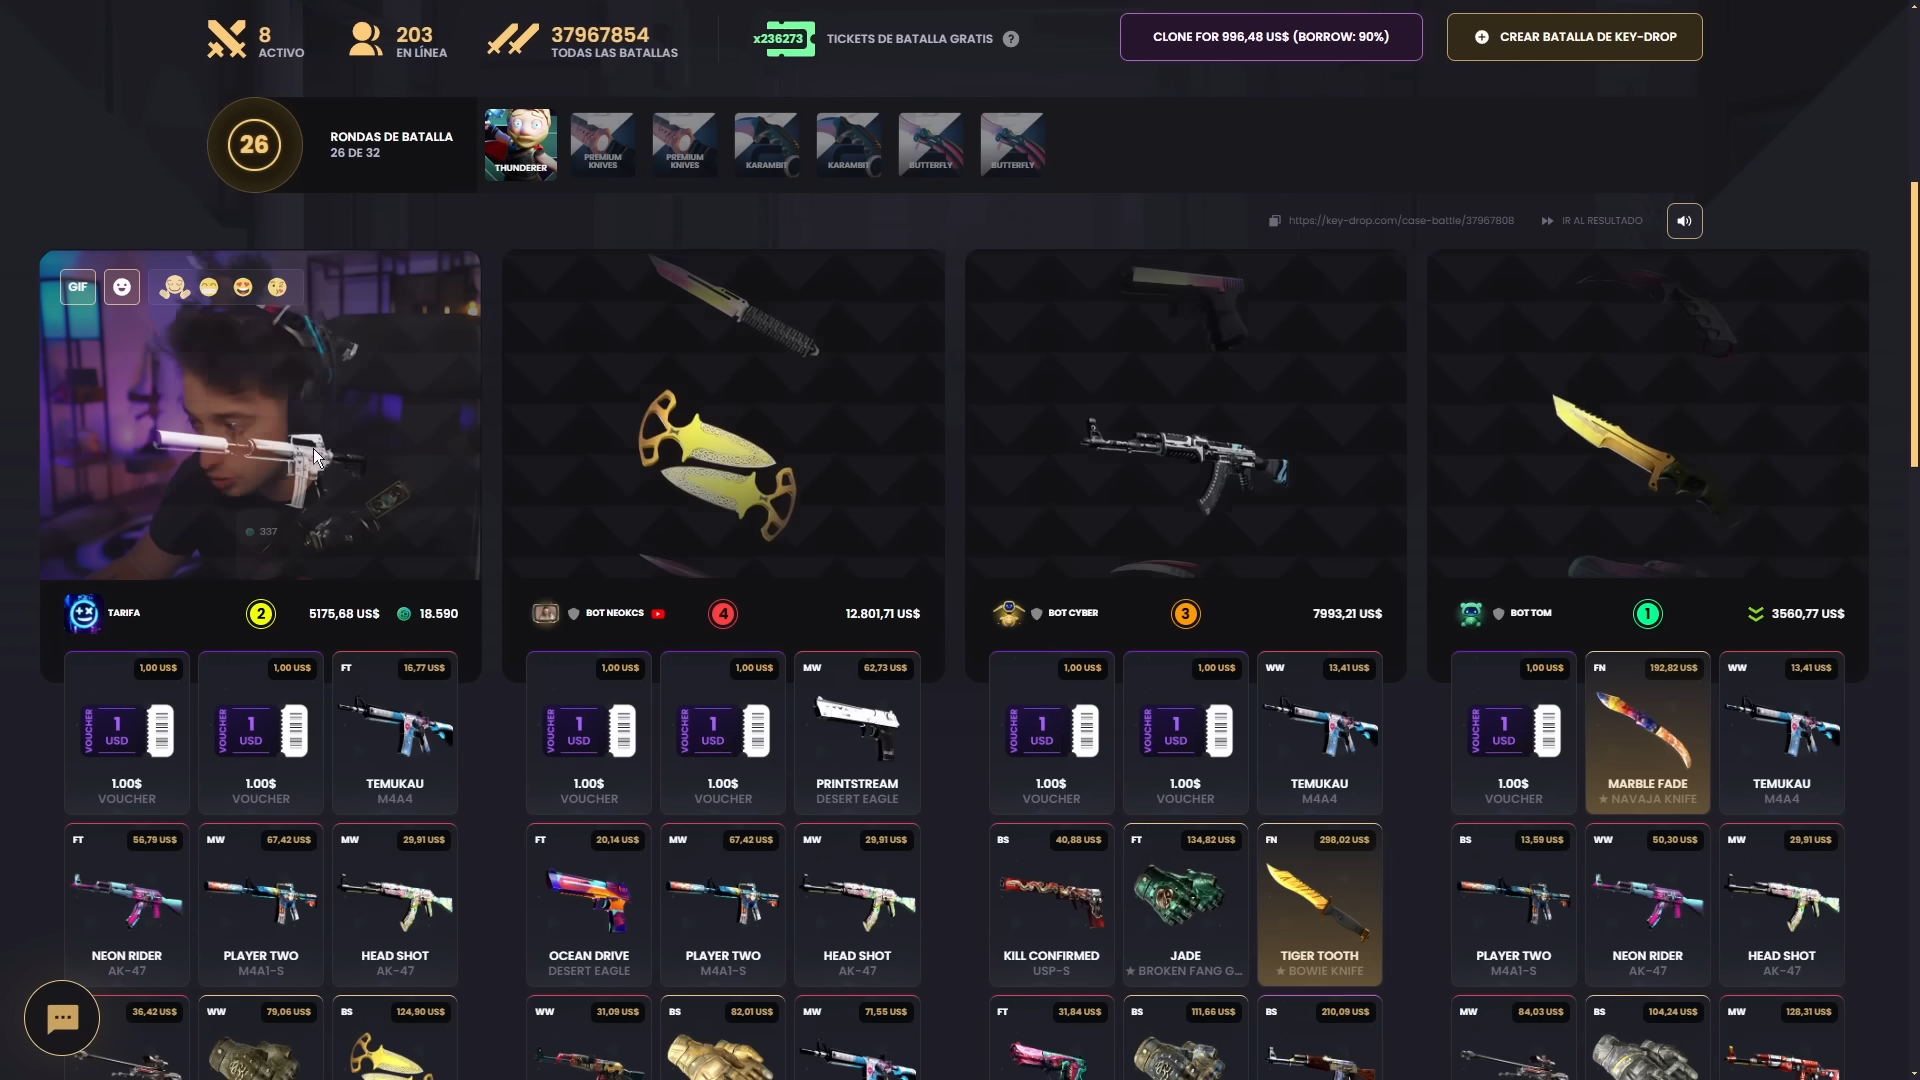 8
ACTIVO
203
EN LÍNEA
37967854
TODAS LAS BATALLAS
x236273
TICKETS DE BATALLA GRATIS
?
CLONE FOR 996,48 US$ (BORROW: 90%)
CREAR BATALLA DE KEY-DROP
26
RONDAS DE BATALLA
26 DE 32
THUNDERER
PREMIUM
KNIVES
PREMIUM
KNIVES
KARAMBIT
KARAMBIT
BUTTERFLY
BUTTERFLY
https://key-drop.com/case-battle/37967808
IR AL RESULTADO
GIF
337
TARIFA
2
5175,68 US$
18.590
BOT NEOKCS
4
12.801,71 US$
BOT CYBER
3
7993,21 US$
BOT TOM
1
3560,77 US$
1,00 US$
VOUCHER
1
USD
1.00$
VOUCHER
1,00 US$
VOUCHER
1
USD
1.00$
VOUCHER
FT
16,77 US$
TEMUKAU
M4A4
1,00 US$
VOUCHER
1
USD
1.00$
VOUCHER
1,00 US$
VOUCHER
1
USD
1.00$
VOUCHER
MW
62,73 US$
PRINTSTREAM
DESERT EAGLE
1,00 US$
VOUCHER
1
USD
1.00$
VOUCHER
1,00 US$
VOUCHER
1
USD
1.00$
VOUCHER
WW
13,41 US$
TEMUKAU
M4A4
1,00 US$
VOUCHER
1
USD
1.00$
VOUCHER
FN
192,82 US$
MARBLE FADE
★ NAVAJA KNIFE
WW
13,41 US$
TEMUKAU
M4A4
FT
56,79 US$
NEON RIDER
AK-47
MW
67,42 US$
PLAYER TWO
M4A1-S
MW
29,91 US$
HEAD SHOT
AK-47
FT
20,14 US$
OCEAN DRIVE
DESERT EAGLE
MW
67,42 US$
PLAYER TWO
M4A1-S
MW
29,91 US$
HEAD SHOT
AK-47
BS
40,88 US$
KILL CONFIRMED
USP-S
FT
134,82 US$
JADE
★ BROKEN FANG G...
FN
298,02 US$
TIGER TOOTH
★ BOWIE KNIFE
BS
13,59 US$
PLAYER TWO
M4A1-S
WW
50,30 US$
NEON RIDER
AK-47
MW
29,91 US$
HEAD SHOT
AK-47
36,42 US$
WW
79,06 US$
BS
124,90 US$
WW
31,09 US$
BS
82,01 US$
MW
71,55 US$
FT
31,84 US$
BS
111,66 US$
BS
210,09 US$
MW
84,03 US$
BS
104,24 US$
MW
128,31 US$